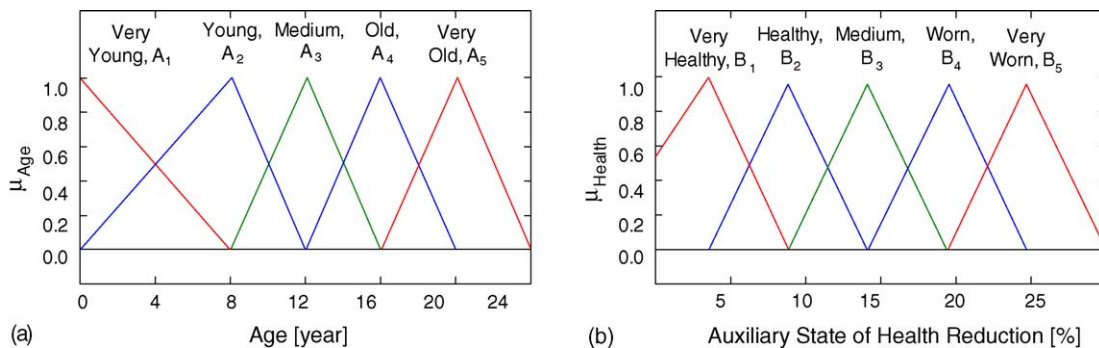 Very
Young, A1
Young,
A2
Medium,
A3
Old,
A4
Very
Old, A5
1.0
0.8
0.6
0.4
0.2
0.0
μAge
0 4 8 12 16 20 24
(a) Age [year]
Very
Healthy, B1
Healthy,
B2
Medium,
B3
Worn,
B4
Very
Worn, B5
1.0
0.8
0.6
0.4
0.2
0.0
μHealth
5 10 15 20 25
(b) Auxiliary State of Health Reduction [%]